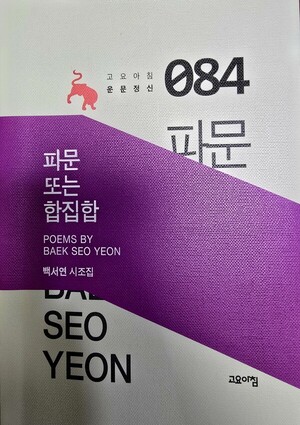 고요아침
운문정신
084
파문
파문
또는
합집합
POEMS BY
BAEK SEO YEON
백서연 시조집
BAE
SEO
YEON
고요아침